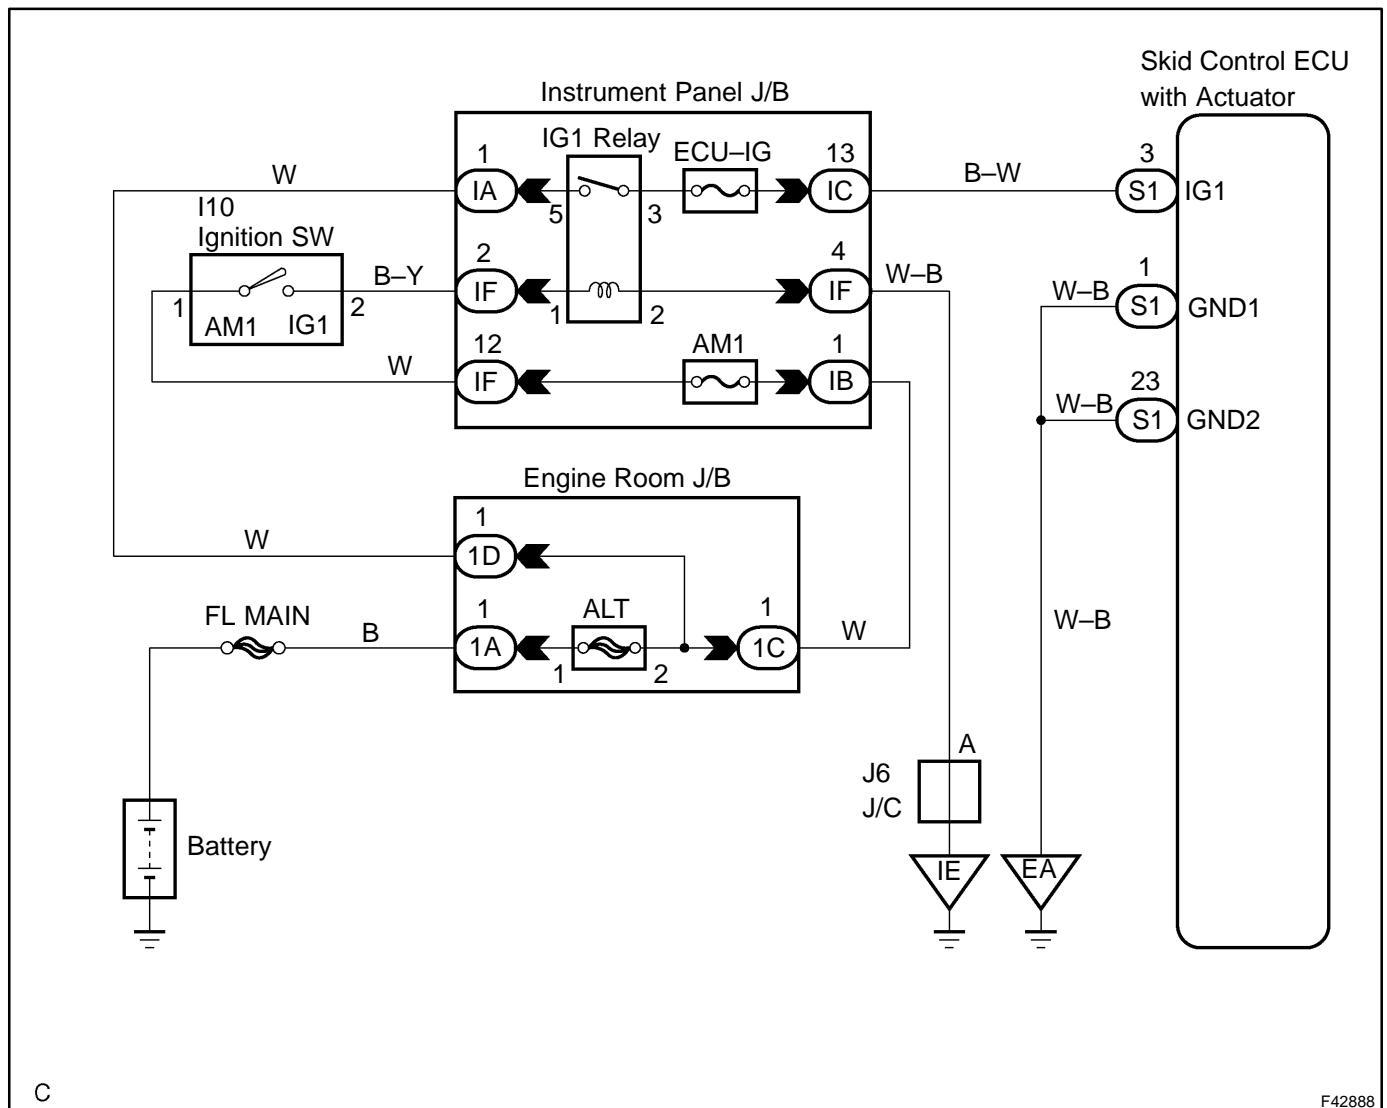 Skid Control ECU
with Actuator
Instrument Panel J/B
IG1 Relay
ECU–IG
1
13
3
W
IA
5
3
IC
B–W
S1
IG1
I10
Ignition SW
2
4
1
B–Y
IF
1
2
IF
W–B
W–B
S1
GND1
1
AM1
IG1
2
12
AM1
1
23
W
IF
IB
W–B
S1
GND2
Engine Room J/B
1
W
1D
FL MAIN
1
ALT
1
B
1A
1
2
1C
W
W–B
A
J6
J/C
Battery
IE
EA
C
F42888